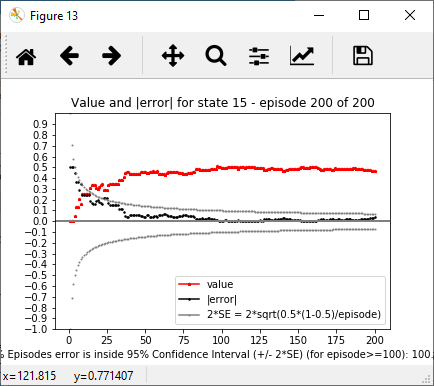 Figure 13
Value and |error| for state 15 - episode 200 of 200
0.9
0.8
0.7
0.6
0.5
0.4
0.3
0.2
0.1
0.0
−0.1
−0.2
−0.3
−0.4
−0.5
−0.6
−0.7
−0.8
−0.9
−1.0
value
|error|
2*SE = 2*sqrt(0.5*(1-0.5)/episode)
0 25 50 75 100 125 150 175 200
% Episodes error is inside 95% Confidence Interval (+/- 2*SE) (for episode>=100): 100.
x=121.815 y=0.771407